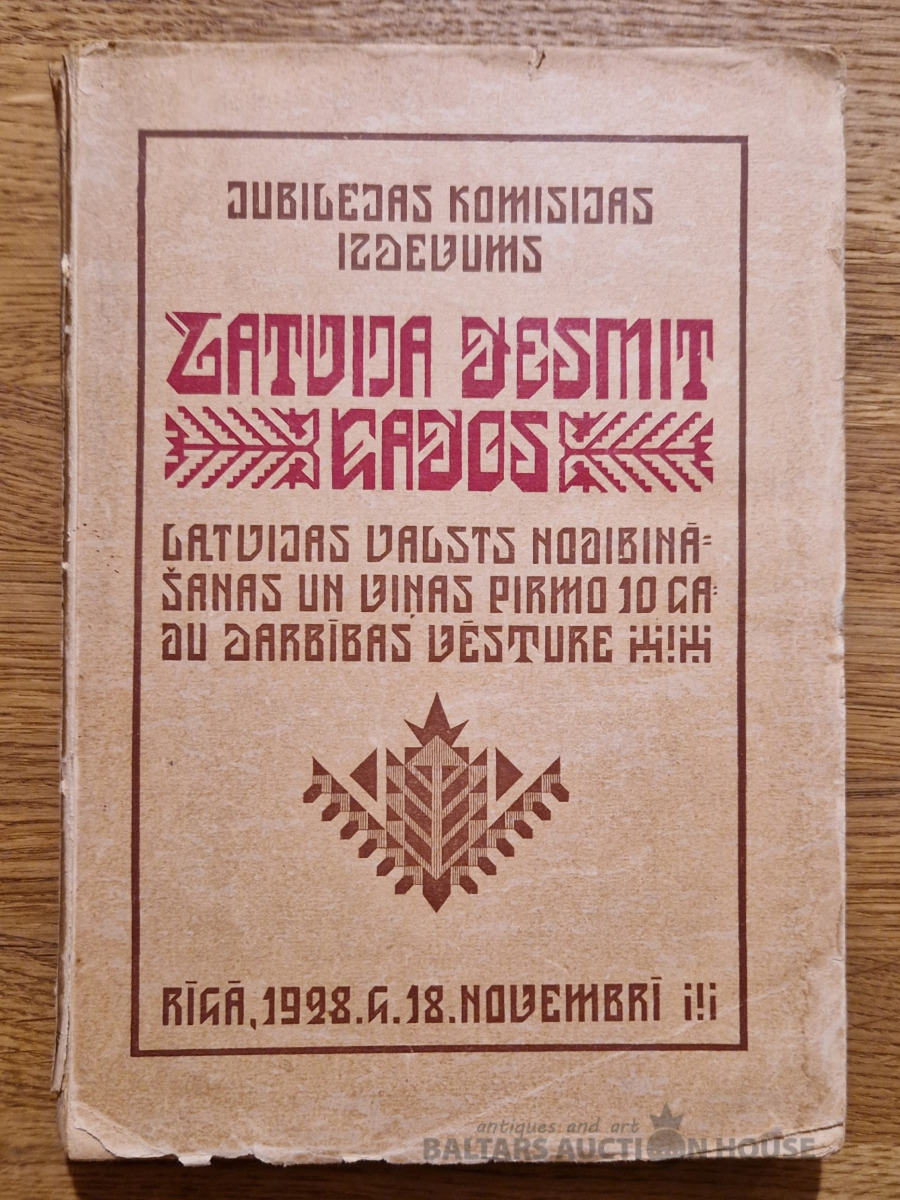 JUBILEJAS KOMISIJAS
IZDEVUMS
LATVIJA DESMIT
GADOS
LATVIJAS VALSTS NODIBINĀ=
ŠANAS UN VIŅAS PIRMO 10 GA=
DU DARBĪBAS VĒSTURE
RĪGĀ, 1928. G. 18. NOVEMBRĪ
antiques and art
BALTARS AUCTION HOUSE